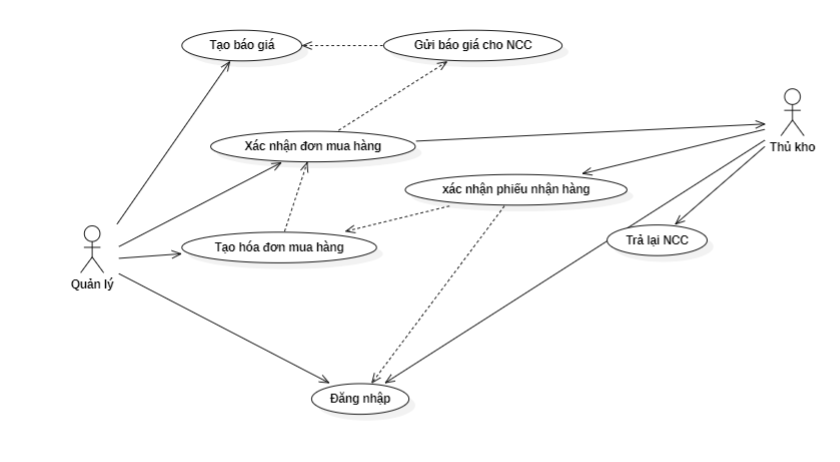 Tạo báo giá
Gửi báo giá cho NCC
Xác nhận đơn mua hàng
Thủ kho
xác nhận phiếu nhận hàng
Trả lại NCC
Tạo hóa đơn mua hàng
Quản lý
Đăng nhập